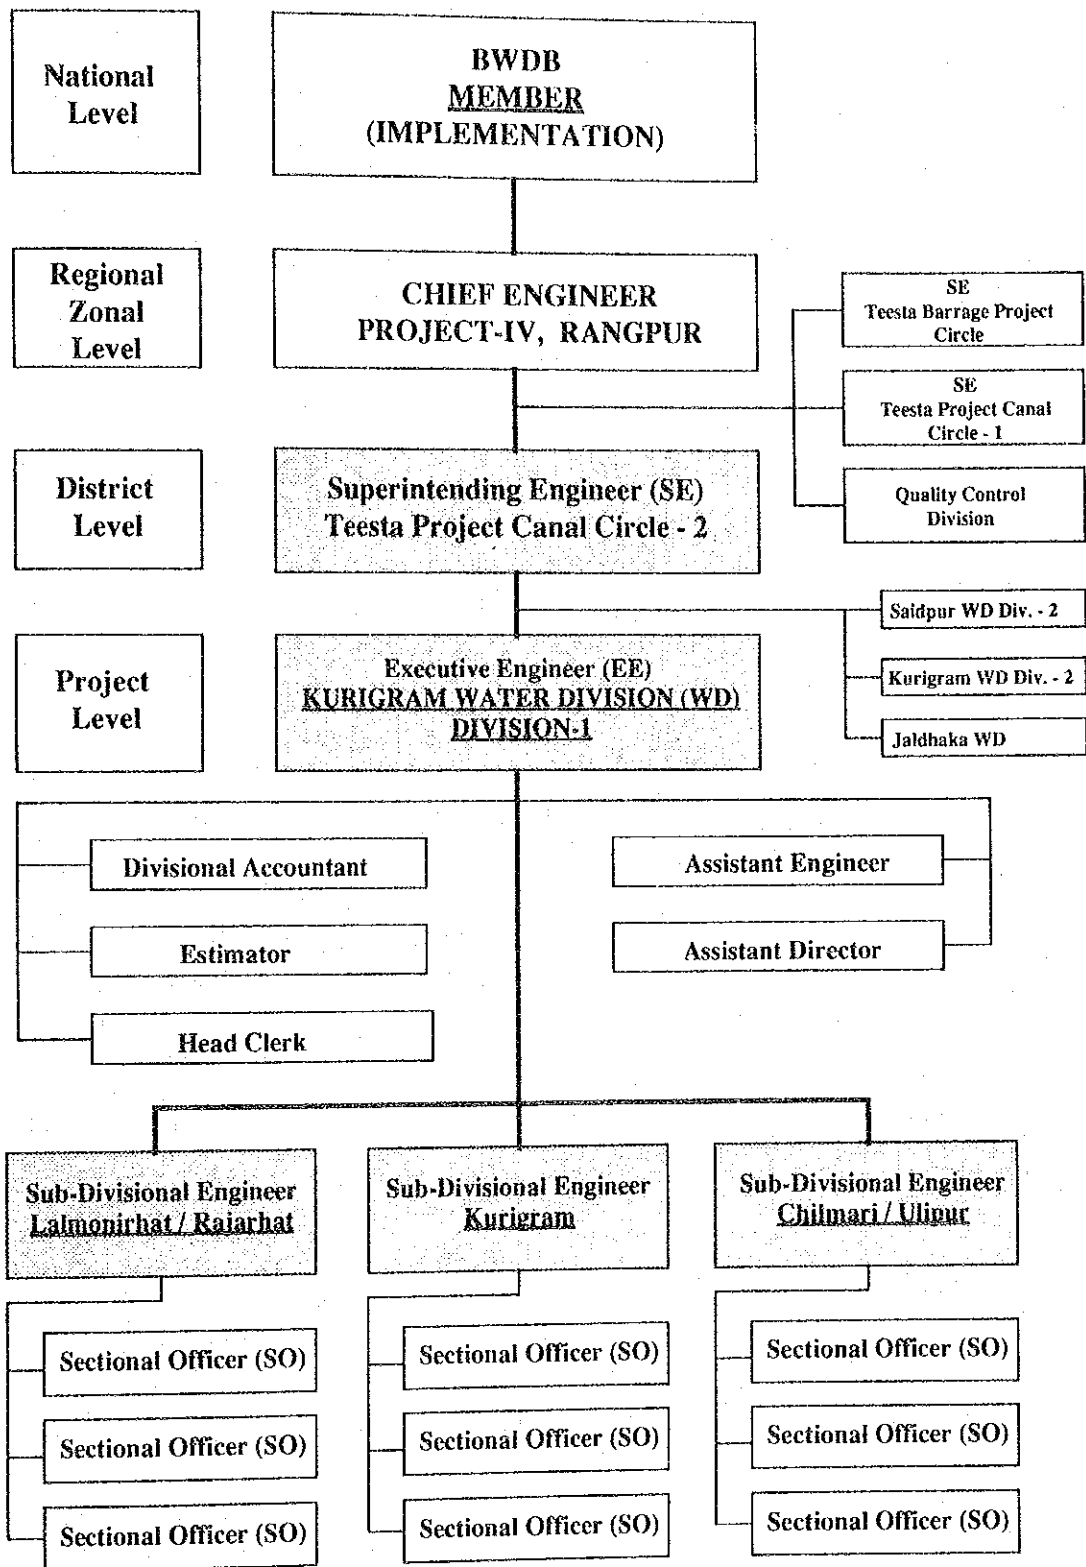 National
Level
BWDB
MEMBER
(IMPLEMENTATION)
Regional
Zonal
Level
CHIEF ENGINEER
PROJECT-IV, RANGPUR
SE
Teesta Barrage Project
Circle
SE
Teesta Project Canal
Circle - 1
Quality Control
Division
District
Level
Superintending Engineer (SE)
Teesta Project Canal Circle - 2
Saidpur WD Div. - 2
Kurigram WD Div. - 2
Jaldhaka WD
Project
Level
Executive Engineer (EE)
KURIGRAM WATER DIVISION (WD)
DIVISION-1
Divisional Accountant
Estimator
Head Clerk
Assistant Engineer
Assistant Director
Sub-Divisional Engineer
Lalmonirhat / Rajarhat
Sub-Divisional Engineer
Kurigram
Sub-Divisional Engineer
Chilmari / Ulipur
Sectional Officer (SO)
Sectional Officer (SO)
Sectional Officer (SO)
Sectional Officer (SO)
Sectional Officer (SO)
Sectional Officer (SO)
Sectional Officer (SO)
Sectional Officer (SO)
Sectional Officer (SO)